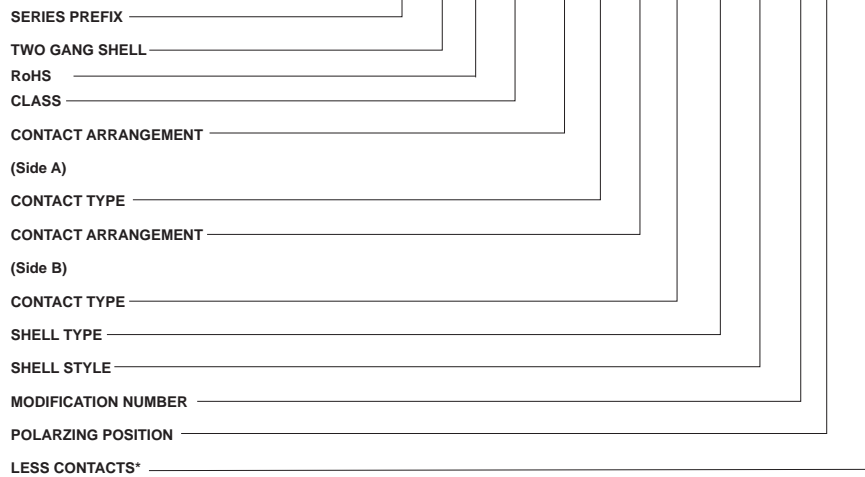 SERIES PREFIX
TWO GANG SHELL
RoHS
CLASS
CONTACT ARRANGEMENT
(Side A)
CONTACT TYPE
CONTACT ARRANGEMENT
(Side B)
CONTACT TYPE
SHELL TYPE
SHELL STYLE
MODIFICATION NUMBER
POLARZING POSITION
LESS CONTACTS*